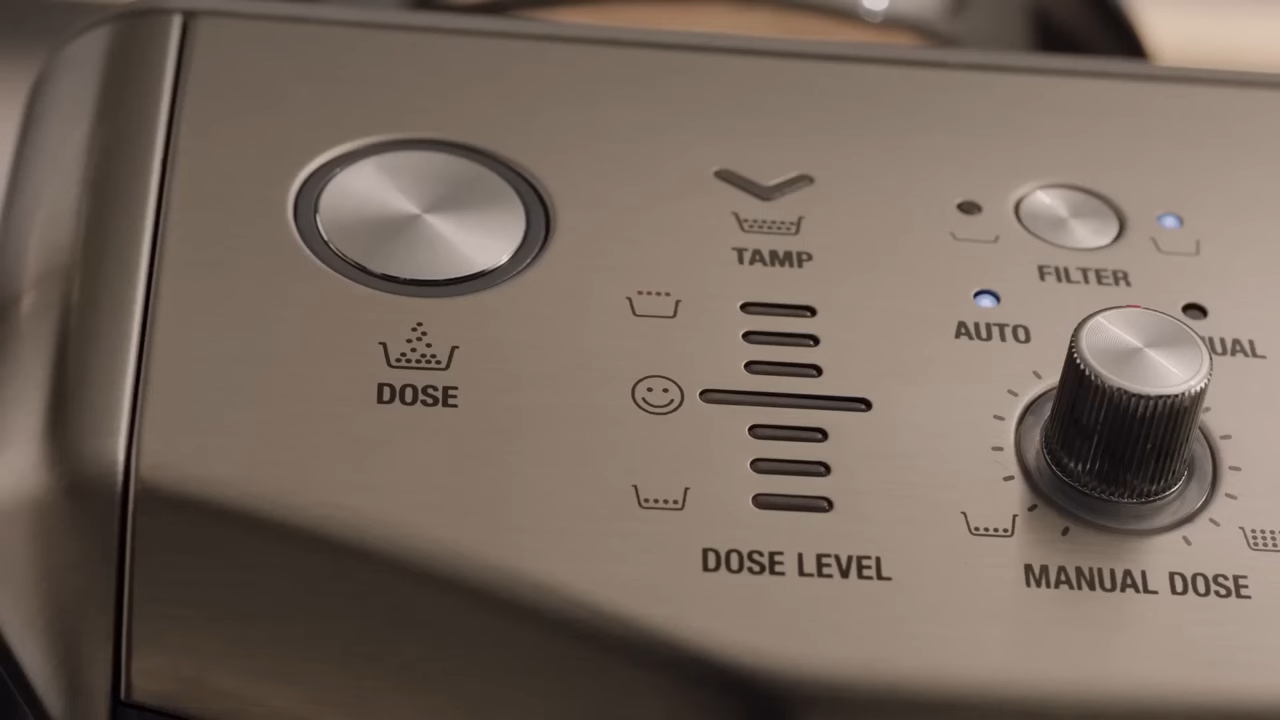 TAMP
FILTER
AUTO
DOSE
DOSE LEVEL
MANUAL DOSE